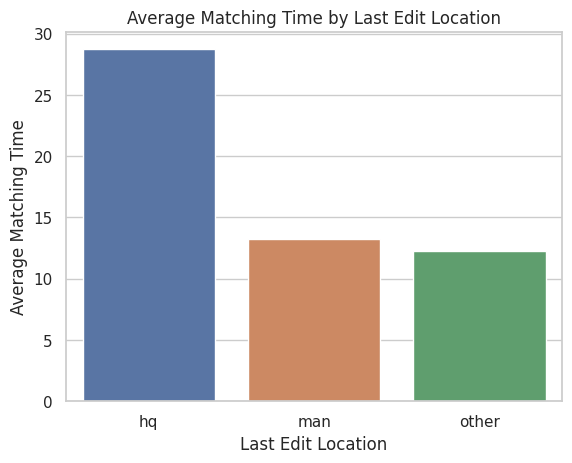 Average Matching Time by Last Edit Location
Average Matching Time
30
25
20
15
10
5
0
hq man other
Last Edit Location